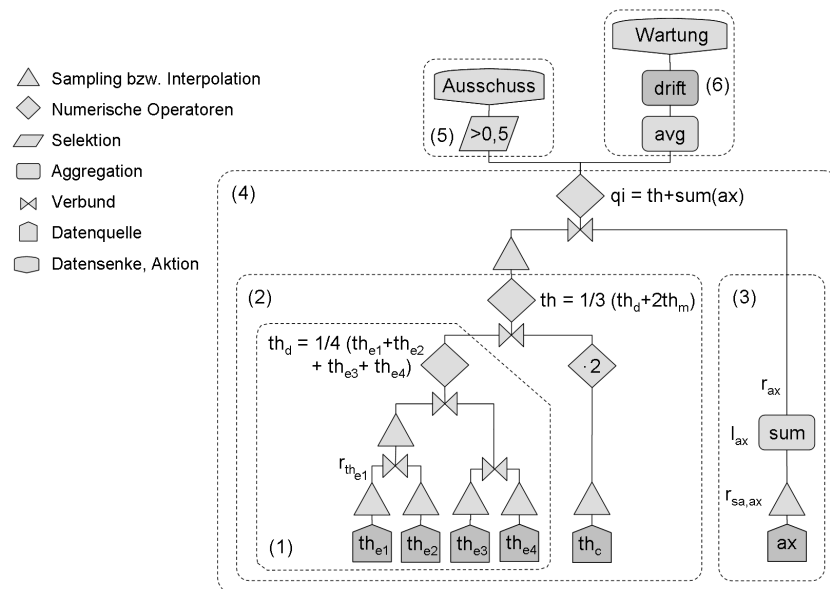 Sampling bzw. Interpolation
Numerische Operatoren
Selektion
Aggregation
Verbund
Datenquelle
Datensenke, Aktion
Wartung
Ausschuss
drift
(6)
(5)
>0,5
avg
(4)
qi = th+sum(ax)
(2)
th = 1/3 (th_d+2th_m)
(3)
th_d = 1/4 (th_e1+th_e2
+ th_e3+ th_e4)
·2
r_ax
l_ax
sum
r_th_e1
r_sa,ax
(1)
th_e1
th_e2
th_e3
th_e4
th_c
ax